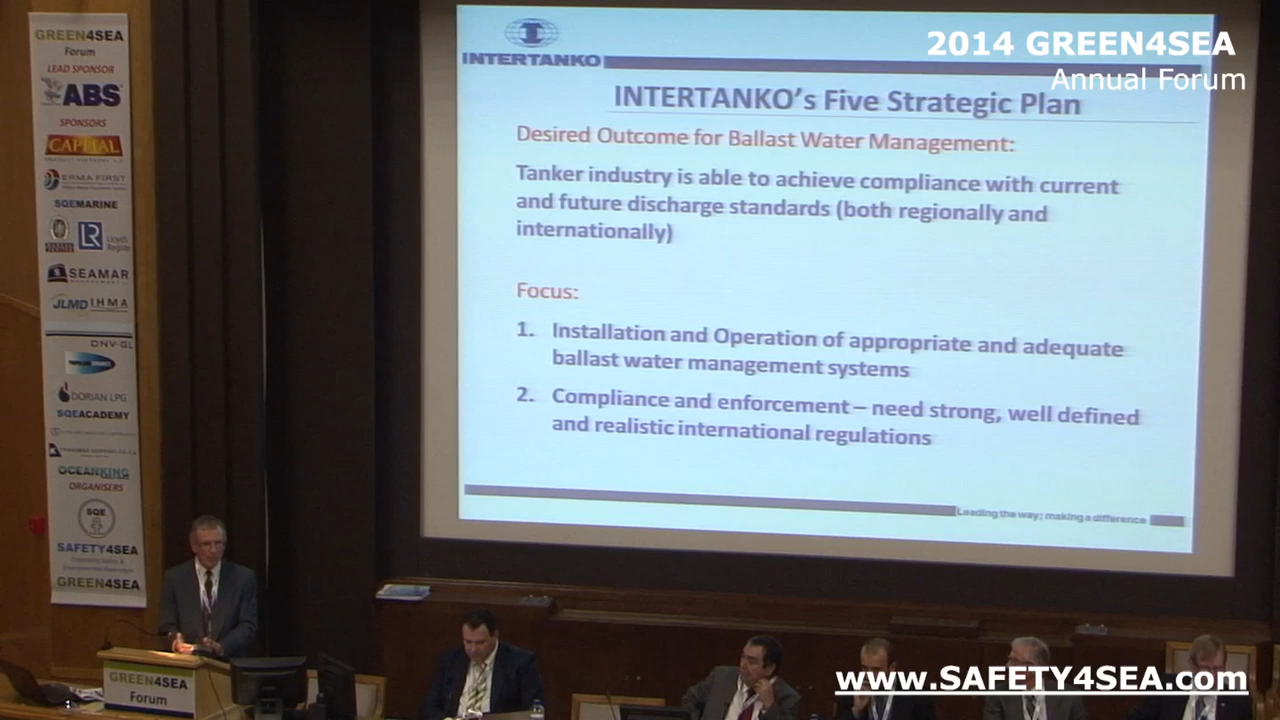 2014 GREEN4SEA
Annual Forum
INTERTANKO
INTERTANKO's Five Strategic Plan
Desired Outcome for Ballast Water Management:
Tanker industry is able to achieve compliance with current
and future discharge standards (both regionally and
internationally)
Focus:
1. Installation and Operation of appropriate and adequate
ballast water management systems
2. Compliance and enforcement – need strong, well defined
and realistic international regulations
Leading the way; making a difference
GREEN4SEA
Forum
LEAD SPONSOR
ABS
SPONSORS
CAPITAL
ERMA FIRST
SQEMARINE
LR Lloyd's
Register
SEAMAR
JLMD IHMA
DNV·GL
DORIAN LPG
SQEACADEMY
OCEANKING
ORGANISERS
SQE
SAFETY4SEA
GREEN4SEA
GREEN4SEA
Forum
www.SAFETY4SEA.com